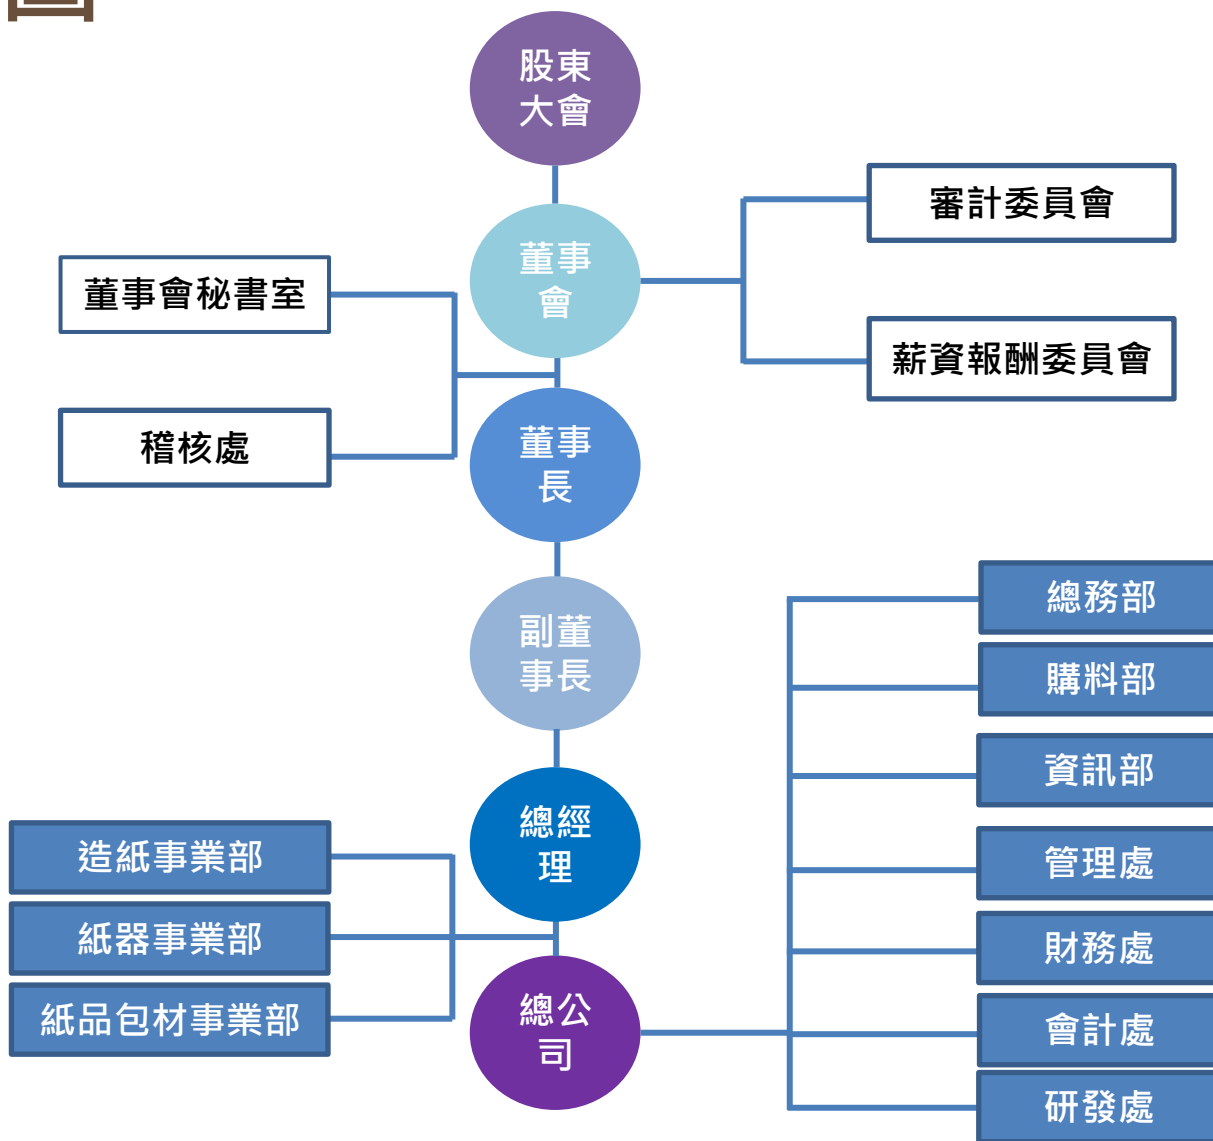 圖
股東
大會
審計委員會
董事
會
董事會秘書室
薪資報酬委員會
董事
長
稽核處
總務部
副董
事長
購料部
資訊部
總經
理
造紙事業部
管理處
紙器事業部
財務處
紙品包材事業部
總公
司
會計處
研發處